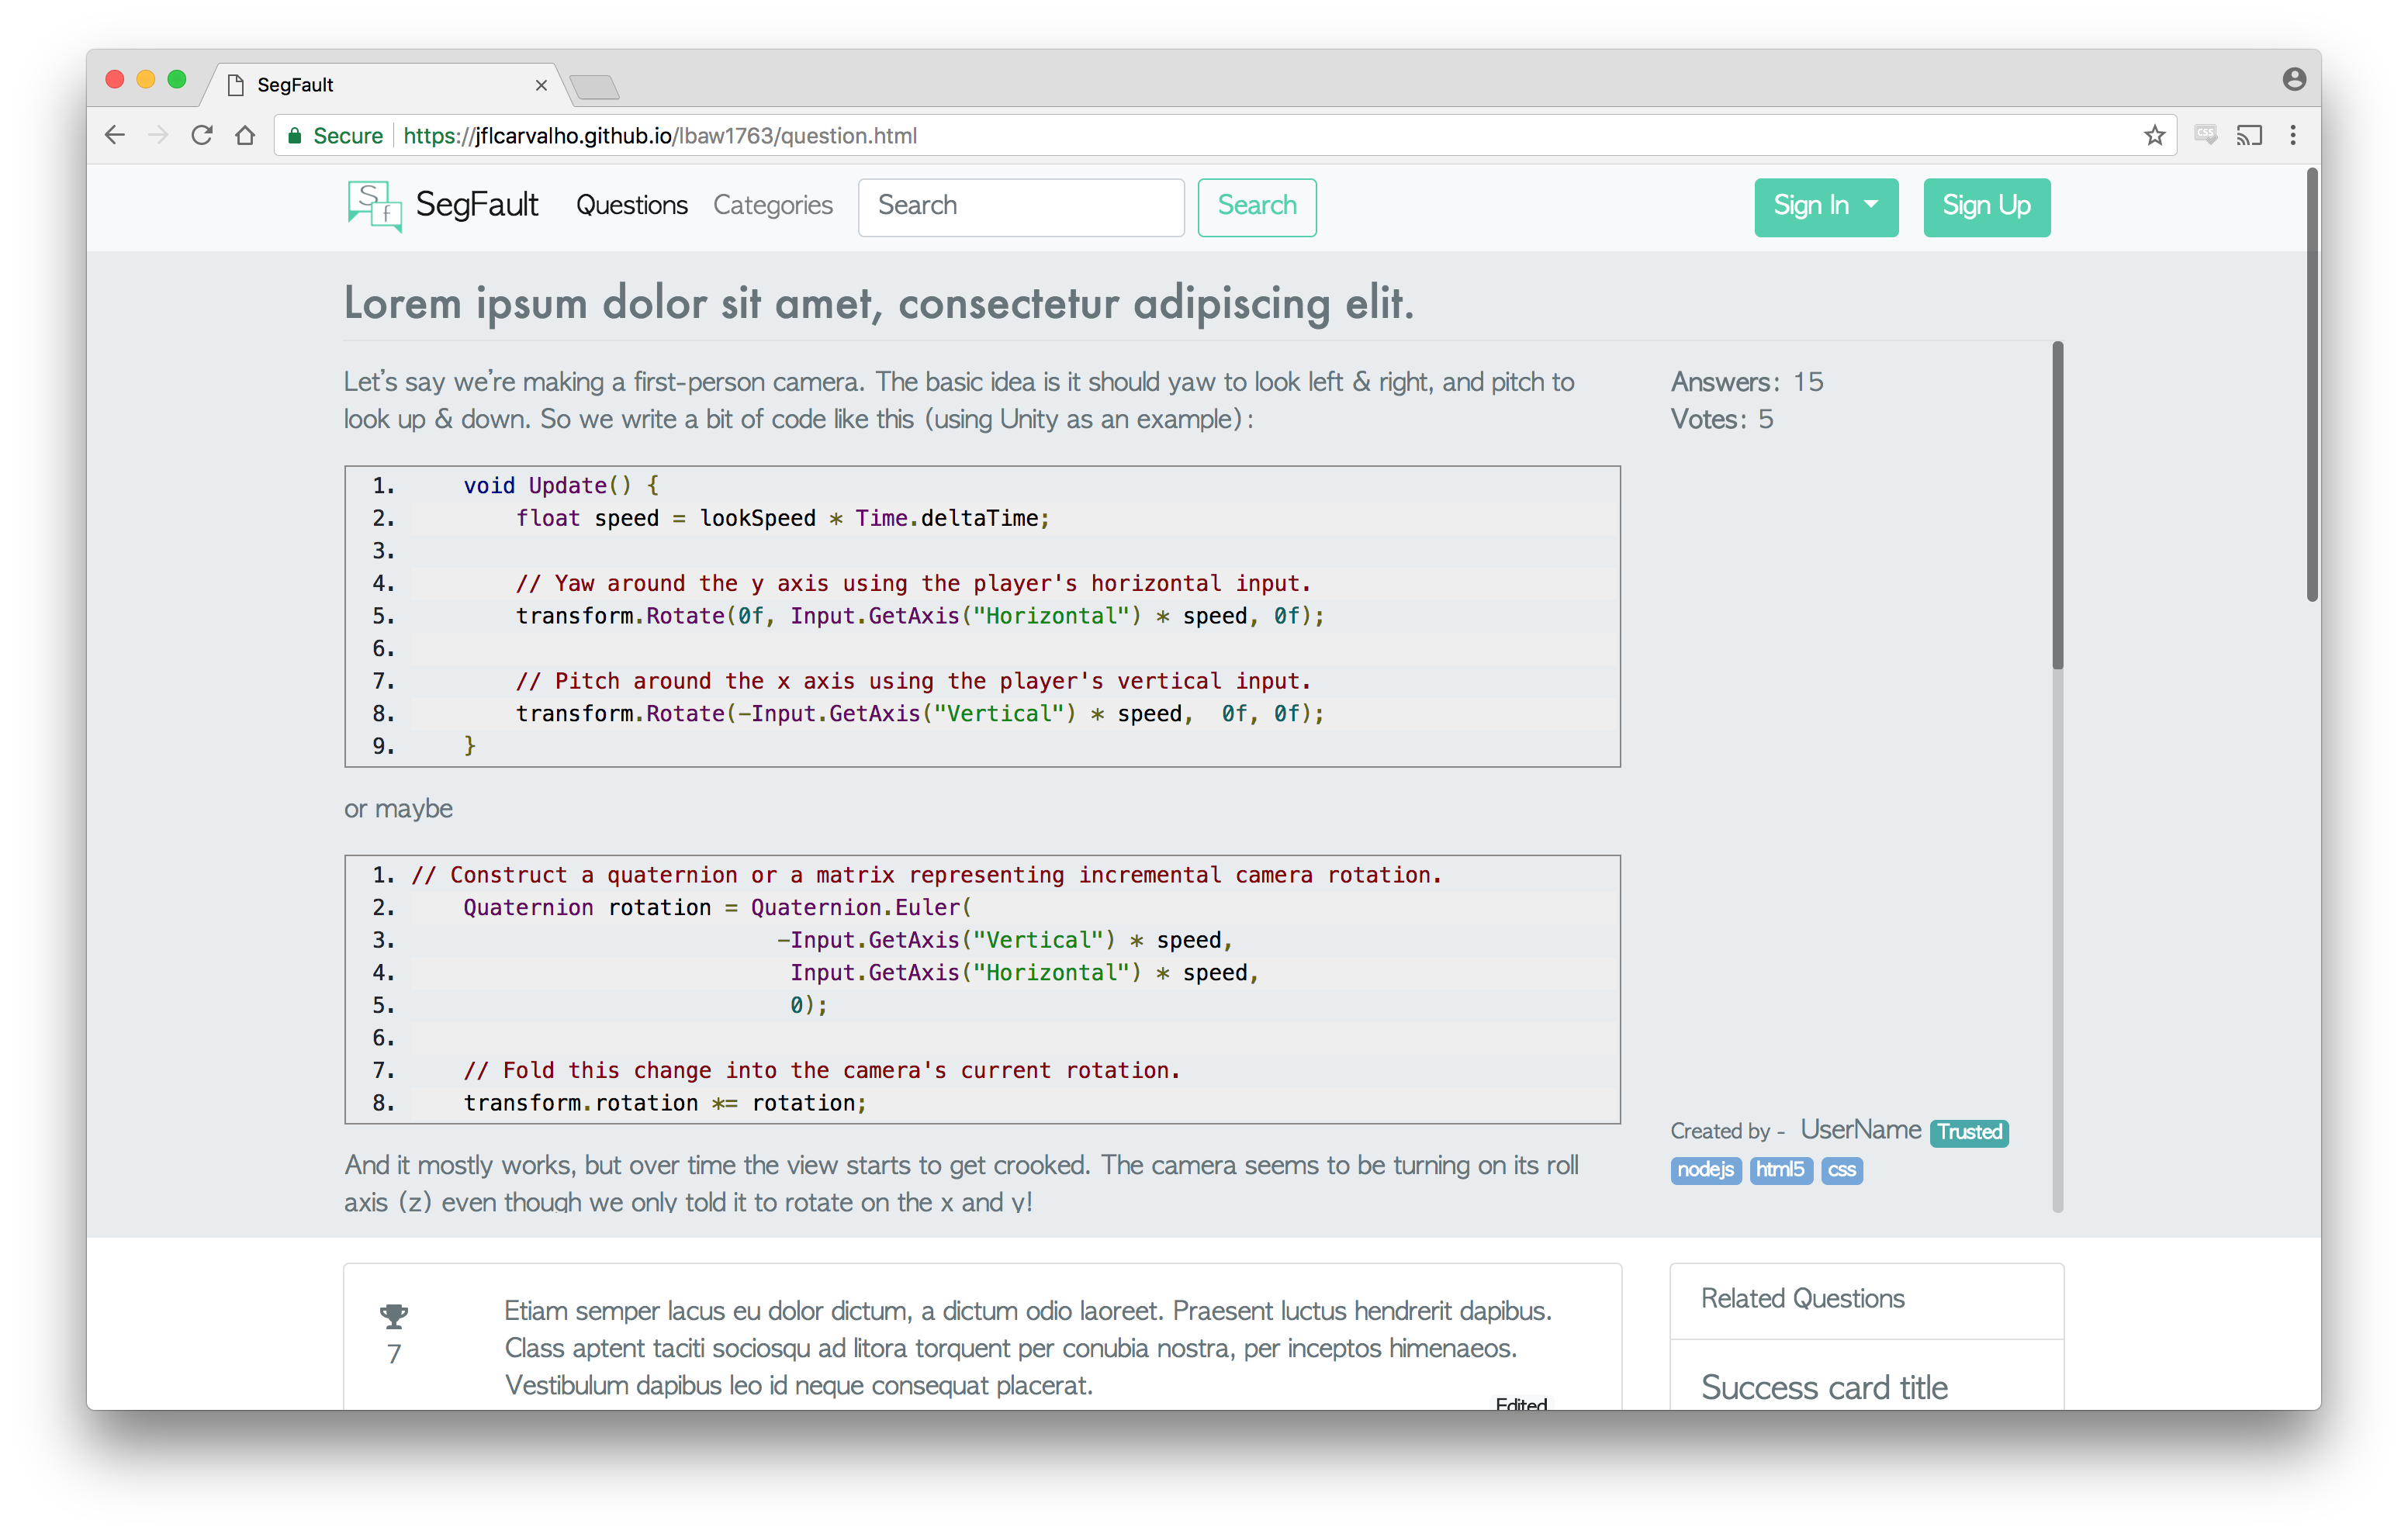 SegFault
Secure https://jflcarvalho.github.io/lbaw1763/question.html
CSS
S f SegFault Questions Categories Search Search Sign In Sign Up
Lorem ipsum dolor sit amet, consectetur adipiscing elit.
Let's say we're making a first-person camera. The basic idea is it should yaw to look left & right, and pitch to
look up & down. So we write a bit of code like this (using Unity as an example):
Answers: 15
Votes: 5
1. void Update() {
2. float speed = lookSpeed * Time.deltaTime;
3.
4. // Yaw around the y axis using the player's horizontal input.
5. transform.Rotate(0f, Input.GetAxis("Horizontal") * speed, 0f);
6.
7. // Pitch around the x axis using the player's vertical input.
8. transform.Rotate(-Input.GetAxis("Vertical") * speed,  0f, 0f);
9. }
or maybe
1. // Construct a quaternion or a matrix representing incremental camera rotation.
2. Quaternion rotation = Quaternion.Euler(
3. -Input.GetAxis("Vertical") * speed,
4. Input.GetAxis("Horizontal") * speed,
5. 0);
6.
7. // Fold this change into the camera's current rotation.
8. transform.rotation *= rotation;
And it mostly works, but over time the view starts to get crooked. The camera seems to be turning on its roll
axis (z) even though we only told it to rotate on the x and y!
Created by - UserName Trusted
nodejs html5 css
7
Etiam semper lacus eu dolor dictum, a dictum odio laoreet. Praesent luctus hendrerit dapibus.
Class aptent taciti sociosqu ad litora torquent per conubia nostra, per inceptos himenaeos.
Vestibulum dapibus leo id neque consequat placerat.
Edited
Related Questions
Success card title